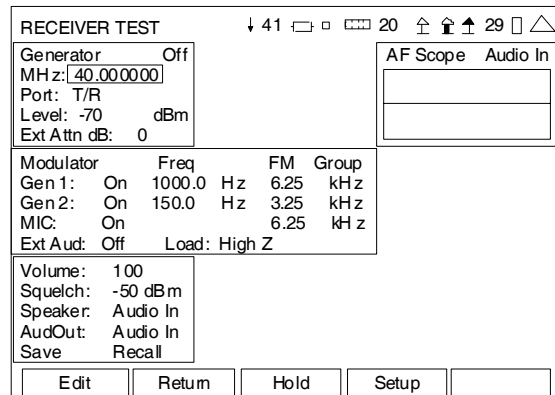 RECEIVER TEST ↓ 41 20 29
Generator Off
MHz: 40.000000
Port: T/R
Level: -70 dBm
Ext Attn dB: 0
AF Scope Audio In
Modulator Freq FM Group
Gen 1: On 1000.0 Hz 6.25 kHz
Gen 2: On 150.0 Hz 3.25 kHz
MIC: On 6.25 kHz
Ext Aud: Off Load: High Z
Volume: 100
Squelch: -50 dBm
Speaker: Audio In
AudOut: Audio In
Save Recall
Edit Return Hold Setup